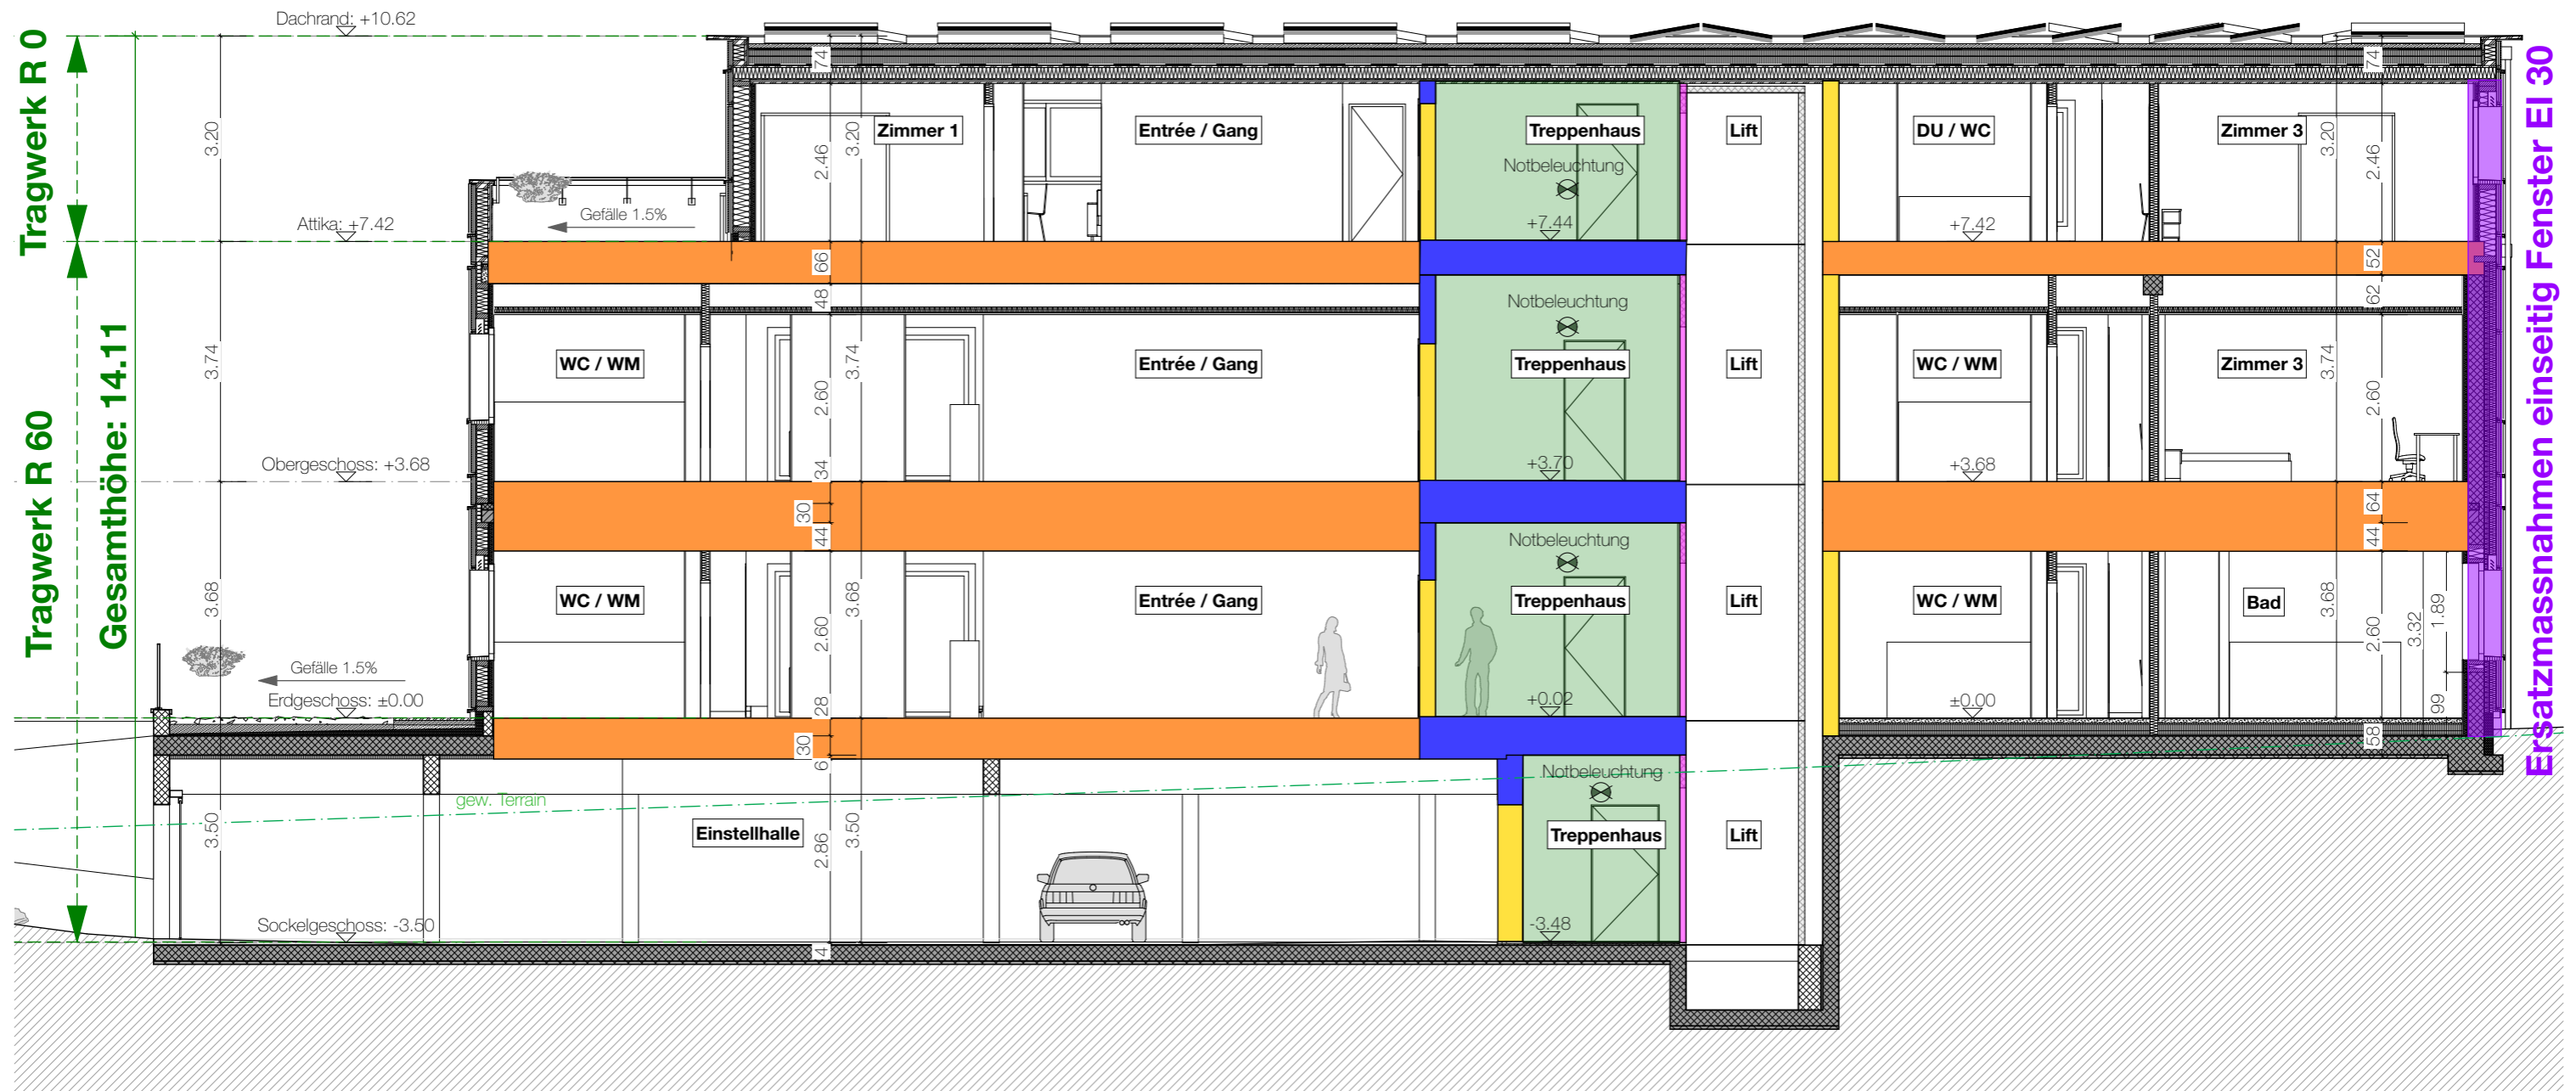 Dachrand: +10.62
Tragwerk R 0
Ersatzmassnahmen einseitig Fenster EI 30
74
74
3.20
2.46
3.20
Zimmer 1
Entrée / Gang
Treppenhaus
Lift
DU / WC
Zimmer 3
3.20
2.46
Notbeleuchtung
Gefälle 1.5%
Attika: +7.42
+7.44
+7.42
66
52
48
62
Notbeleuchtung
Gesamthöhe: 14.11
Tragwerk R 60
3.74
2.60
3.74
WC / WM
Entrée / Gang
Treppenhaus
Lift
WC / WM
Zimmer 3
3.74
2.60
Obergeschoss: +3.68
34
+3.70
+3.68
30
64
44
44
Notbeleuchtung
3.68
2.60
3.68
WC / WM
Entrée / Gang
Treppenhaus
Lift
WC / WM
Bad
3.68
2.60
3.32
1.89
Gefälle 1.5%
Erdgeschoss: ±0.00
28
+0.02
±0.00
99
30
58
6
Notbeleuchtung
gew. Terrain
3.50
2.86
3.50
Einstellhalle
Treppenhaus
Lift
Sockelgeschoss: -3.50
-3.48
4